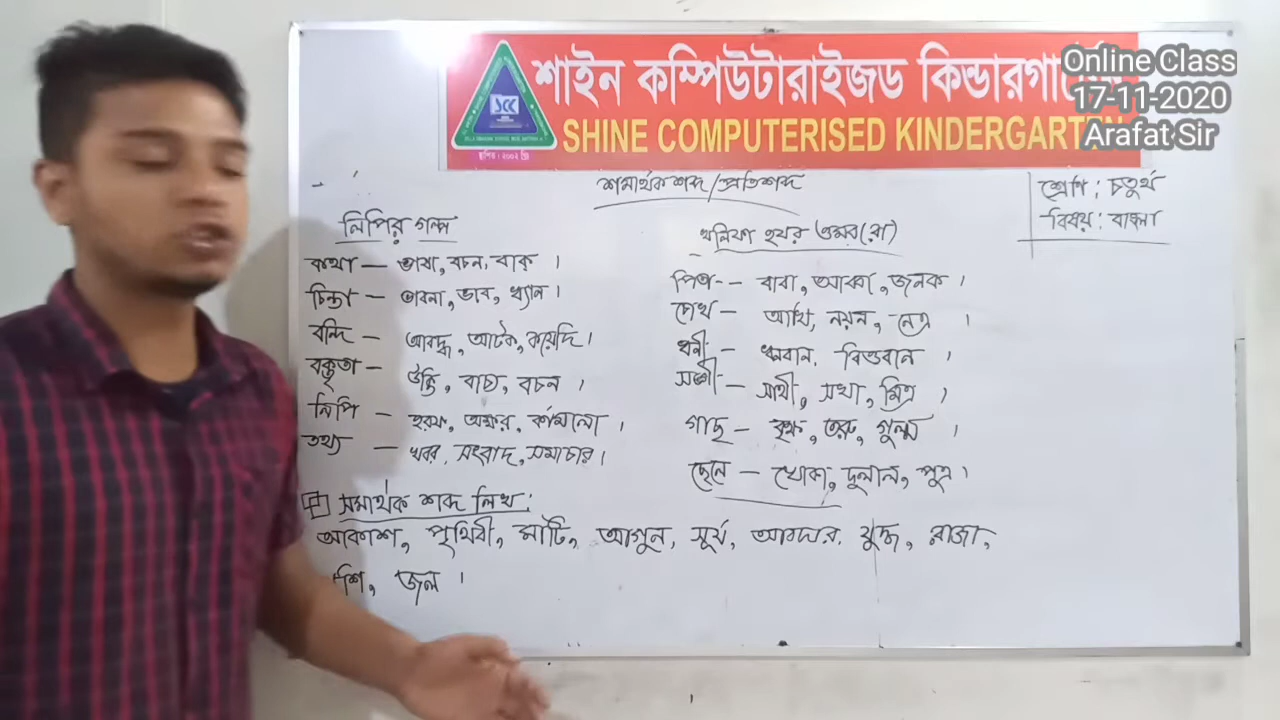 শাইন কম্পিউটারাইজড কিন্ডারগার্টেন
SHINE COMPUTERISED KINDERGARTEN
স্থাপিত : ২০০২ খ্রি
Online Class
17-11-2020
Arafat Sir
সমার্থক শব্দ/প্রতিশব্দ
শ্রেণি : চতুর্থ
বিষয় : বাংলা
লিপির গল্প
কথা — ভাষা, বচন, বাক্ ।
চিন্তা — ভাবনা, ভাব, ধ্যান ।
বন্দি — আবদ্ধ, আটক, কয়েদি ।
বক্তৃতা — উক্তি, বাচ্য, বচন ।
লিপি — হরফ, অক্ষর, বর্ণমালা ।
তথ্য — খবর, সংবাদ, সমাচার ।
খলিফা হযরত ওমর (রা)
পিতা — বাবা, আব্বা, জনক ।
চোখ — আখি, নয়ন, নেত্র ।
ধনী — ধনবান, বিত্তবান ।
সঙ্গী — সাথী, সখা, মিত্র ।
গাছ — বৃক্ষ, তরু, গুল্ম ।
ছেলে — খোকা, দুলাল, পুত্র ।
সমার্থক শব্দ লিখ :
আকাশ, পৃথিবী, মাটি, আগুন, সূর্য, আবদার, যুদ্ধ, রাজা,
জল ।